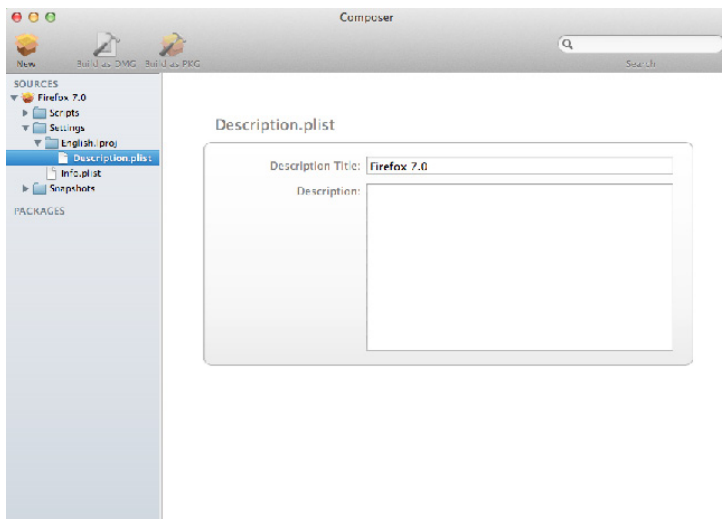 Composer
New
Build as DMG
Build as PKG
Search
SOURCES
Firefox 7.0
Scripts
Settings
English.lproj
Description.plist
Info.plist
Snapshots
PACKAGES
Description.plist
Description Title: Firefox 7.0
Description: